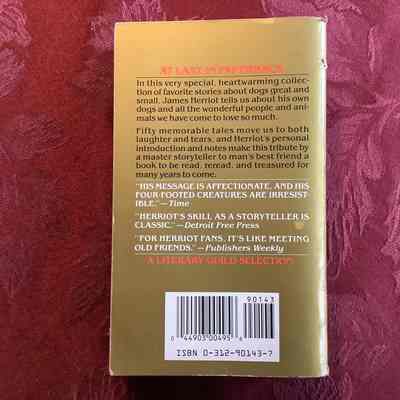 AT LAST IN PAPERBACK
In this very special, heartwarming collec-
tion of favorite stories about dogs great and
small, James Herriot tells us about his own
dogs and all the wonderful people and ani-
mals we have come to love so much.
Fifty memorable tales move us to both
laughter and tears, and Herriot's personal
introduction and notes make this tribute by
a master storyteller to man's best friend a
book to be read, reread, and treasured for
many years to come.
"HIS MESSAGE IS AFFECTIONATE, AND HIS
FOUR-FOOTED CREATURES ARE IRRESIST-
IBLE."—Time
"HERRIOT'S SKILL AS A STORYTELLER IS
CLASSIC."—Detroit Free Press
"FOR HERRIOT FANS, IT'S LIKE MEETING
OLD FRIENDS."—Publishers Weekly
A LITERARY GUILD SELECTION
90143
0 44903 00495 6
ISBN 0-312-90143-7